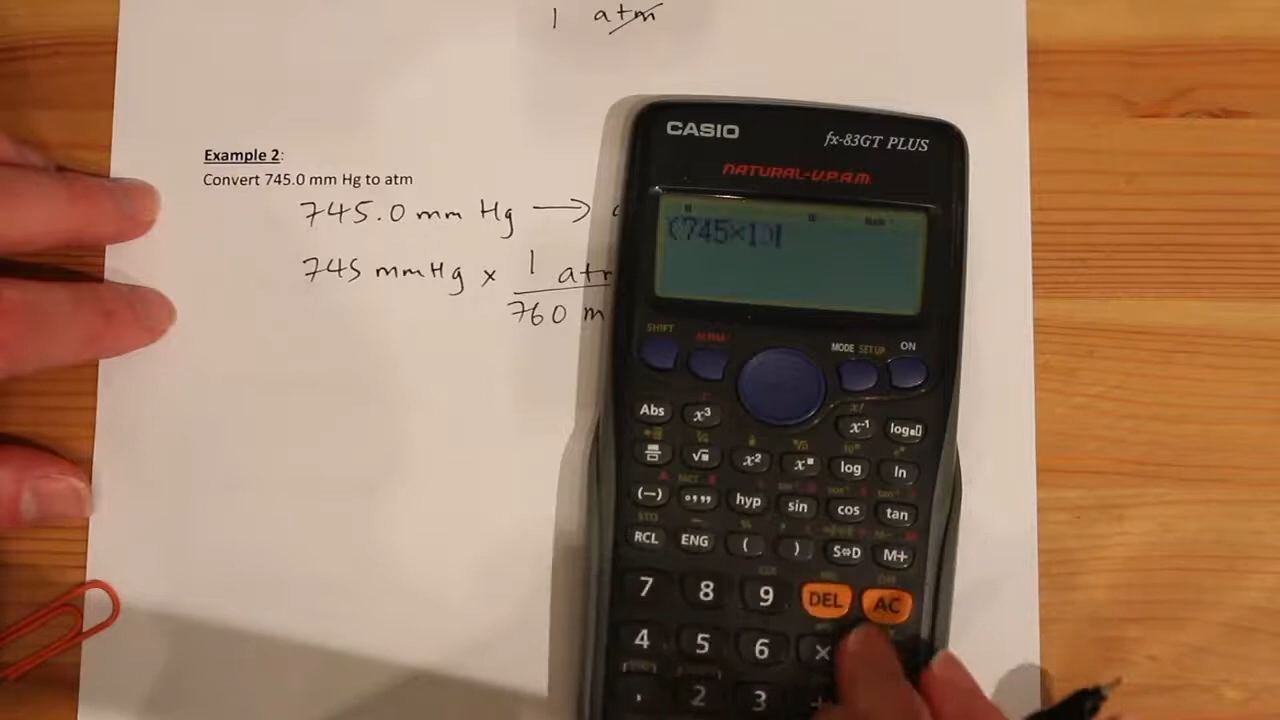 1 atm
Example 2:
Convert 745.0 mm Hg to atm
745.0 mm Hg →
745 mmHg × 1 atm
760 m
CASIO
fx-83GT PLUS
NATURAL-V.P.A.M.
(745×1)
SHIFT ALPHA MODE SETUP ON
Abs x³ x⁻¹ log
√ x² x log ln
(−) hyp sin cos tan
STO
RCL ENG ( ) S⇔D M+
7 8 9 DEL AC
4 5 6 ×
2 3